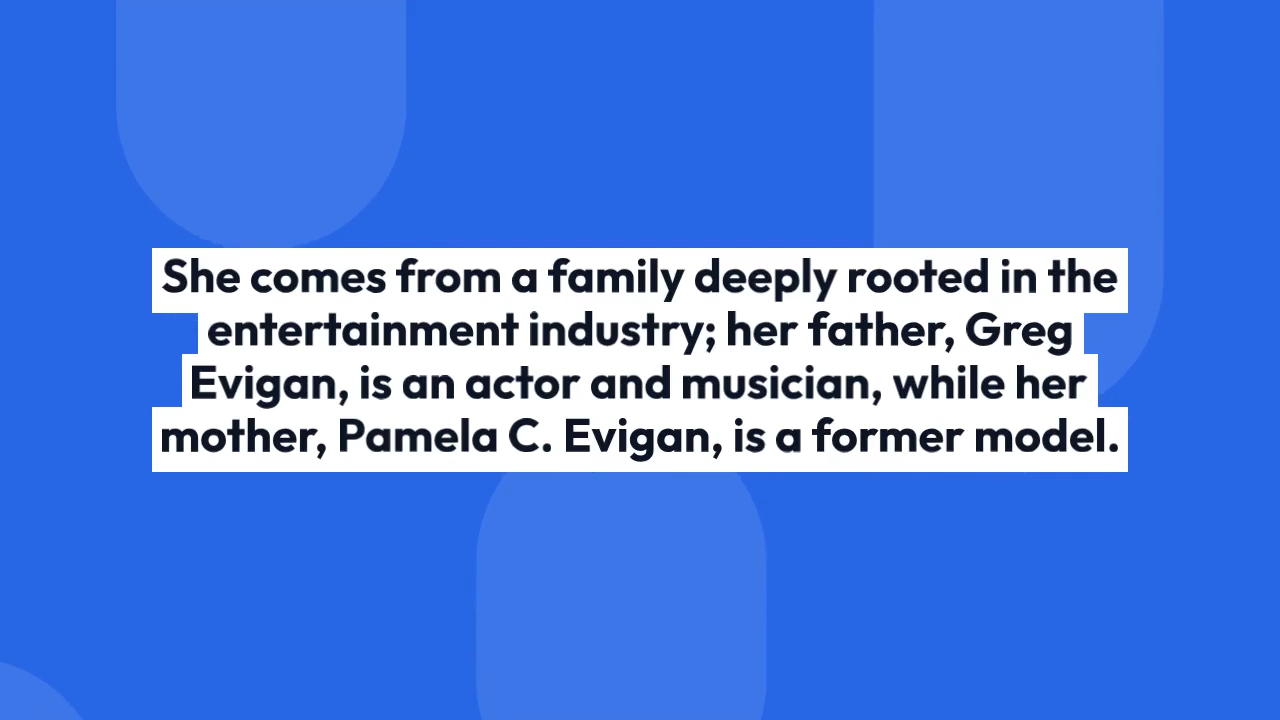 She comes from a family deeply rooted in the
entertainment industry; her father, Greg
Evigan, is an actor and musician, while her
mother, Pamela C. Evigan, is a former model.